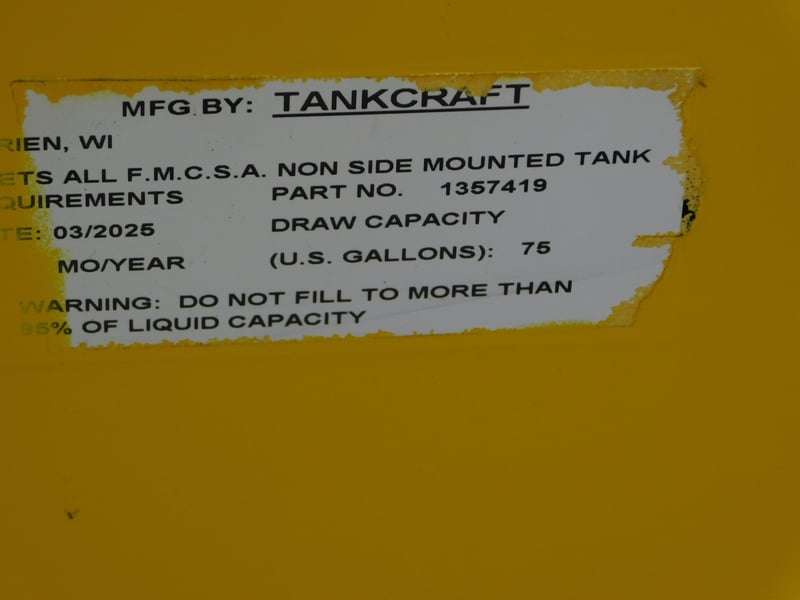 MFG. BY: TANKCRAFT
RIEN, WI
ETS ALL F.M.C.S.A. NON SIDE MOUNTED TANK
QUIREMENTS PART NO. 1357419
TE: 03/2025 DRAW CAPACITY
MO/YEAR (U.S. GALLONS): 75
WARNING: DO NOT FILL TO MORE THAN
95% OF LIQUID CAPACITY